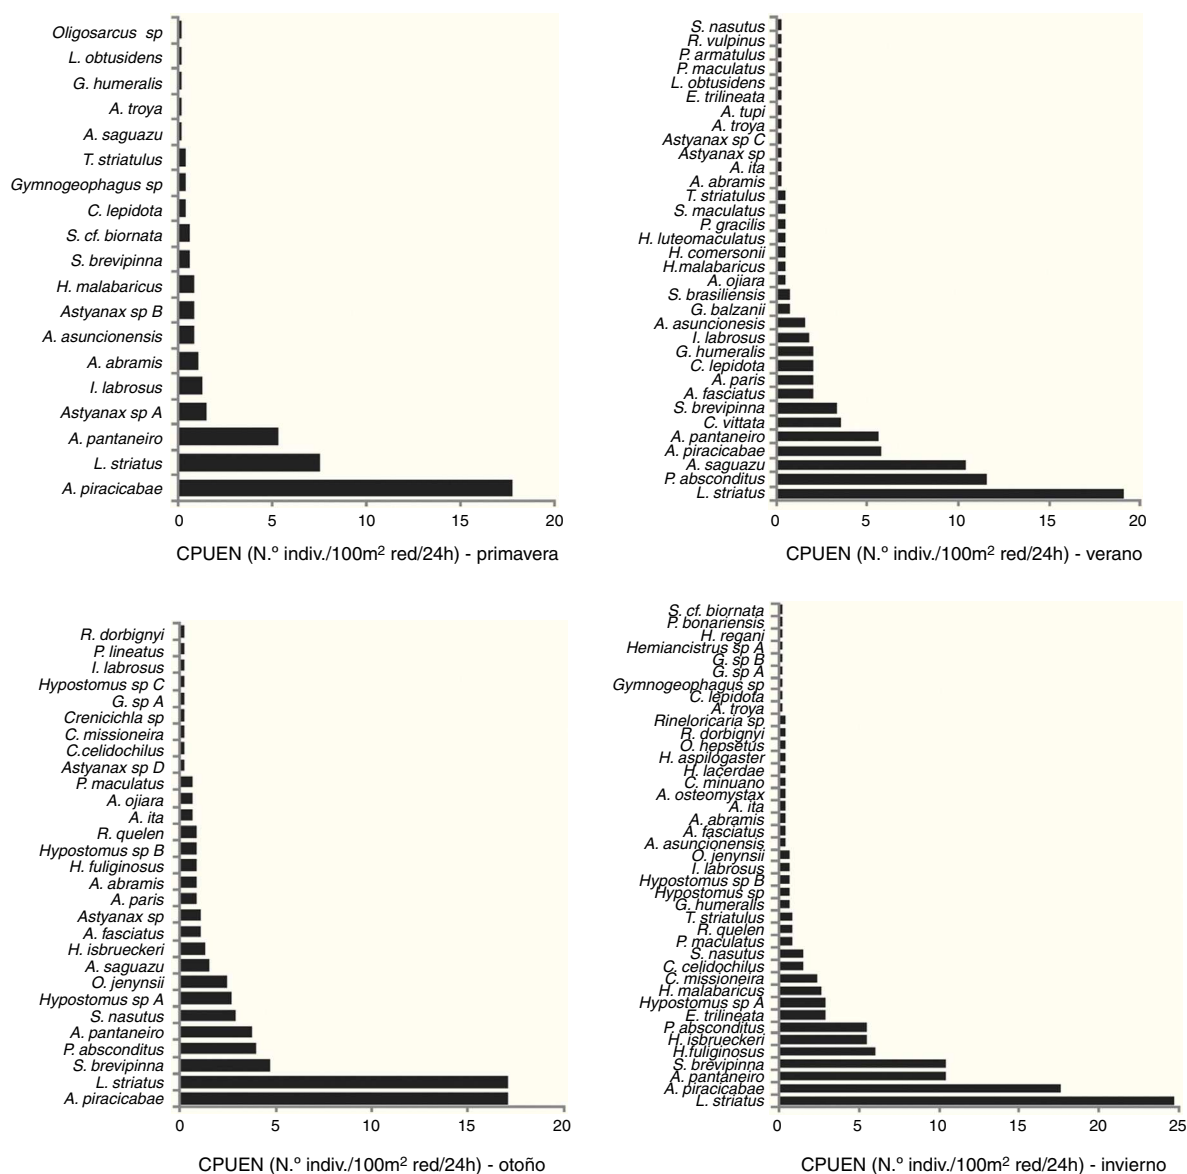 Oligosarcus sp
L. obtusidens
G. humeralis
A. troya
A. saguazu
T. striatulus
Gymnogeophagus sp
C. lepidota
S. cf. biornata
S. brevipinna
H. malabaricus
Astyanax sp B
A. asuncionensis
A. abramis
I. labrosus
Astyanax sp A
A. pantaneiro
L. striatus
A. piracicabae
0 5 10 15 20
CPUEN (N.º indiv./100m² red/24h) - primavera
S. nasutus
R. vulpinus
P. armatulus
P. maculatus
L. obtusidens
E. trilineata
A. tupi
A. troya
Astyanax sp C
Astyanax sp
A. ita
A. abramis
T. striatulus
S. maculatus
P. gracilis
H. luteomaculatus
H. comersonii
H.malabaricus
A. ojiara
S. brasiliensis
G. balzanii
A. asuncionesis
I. labrosus
G. humeralis
C. lepidota
A. paris
A. fasciatus
S. brevipinna
C. vittata
A. pantaneiro
A. piracicabae
A. saguazu
P. absconditus
L. striatus
0 5 10 15 20
CPUEN (N.º indiv./100m² red/24h) - verano
R. dorbignyi
P. lineatus
I. labrosus
Hypostomus sp C
G. sp A
Crenicichla sp
C. missioneira
C.celidochilus
Astyanax sp D
P. maculatus
A. ojiara
A. ita
R. quelen
Hypostomus sp B
H. fuliginosus
A. abramis
A. paris
Astyanax sp
A. fasciatus
H. isbrueckeri
A. saguazu
O. jenynsii
Hypostomus sp A
S. nasutus
A. pantaneiro
P. absconditus
S. brevipinna
L. striatus
A. piracicabae
0 5 10 15 20
CPUEN (N.º indiv./100m² red/24h) - otoño
S. cf. biornata
P. bonariensis
H. regani
Hemiancistrus sp A
G. sp B
G. sp A
Gymnogeophagus sp
C. lepidota
A. troya
Rineloricaria sp
R. dorbignyi
O. hepsetus
H. aspilogaster
H. lacerdae
C. minuano
A. osteomystax
A. ita
A. abramis
A. fasciatus
A. asuncionensis
O. jenynsii
I. labrosus
Hypostomus sp B
Hypostomus sp
G. humeralis
T. striatulus
R. quelen
P. maculatus
S. nasutus
C. celidochilus
C. missioneira
H. malabaricus
Hypostomus sp A
E. trilineata
P. absconditus
H. isbrueckeri
H.fuliginosus
S. brevipinna
A. pantaneiro
A. piracicabae
L. striatus
0 5 10 15 20 25
CPUEN (N.º indiv./100m² red/24h) - invierno